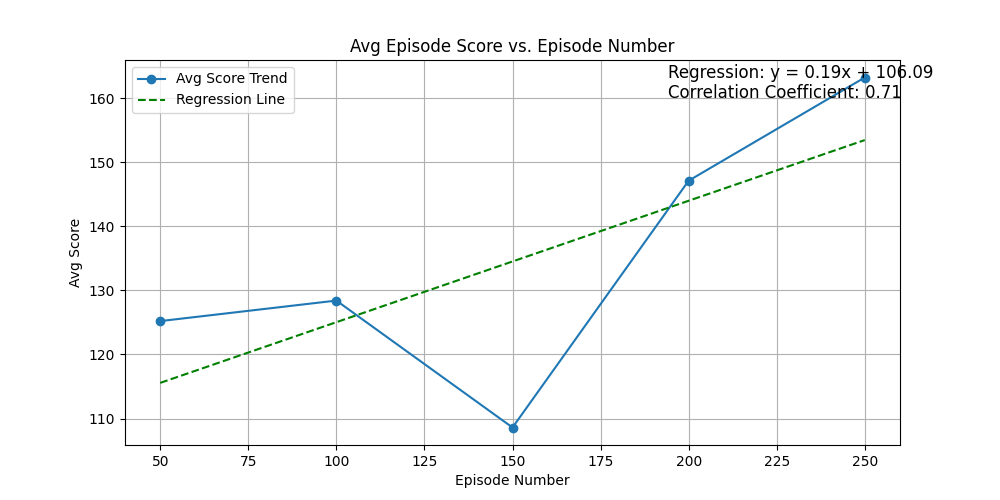 Avg Episode Score vs. Episode Number
Avg Score Trend
Regression Line
Regression: y = 0.19x + 106.09
Correlation Coefficient: 0.71
Avg Score
160
150
140
130
120
110
50
75
100
125
150
175
200
225
250
Episode Number